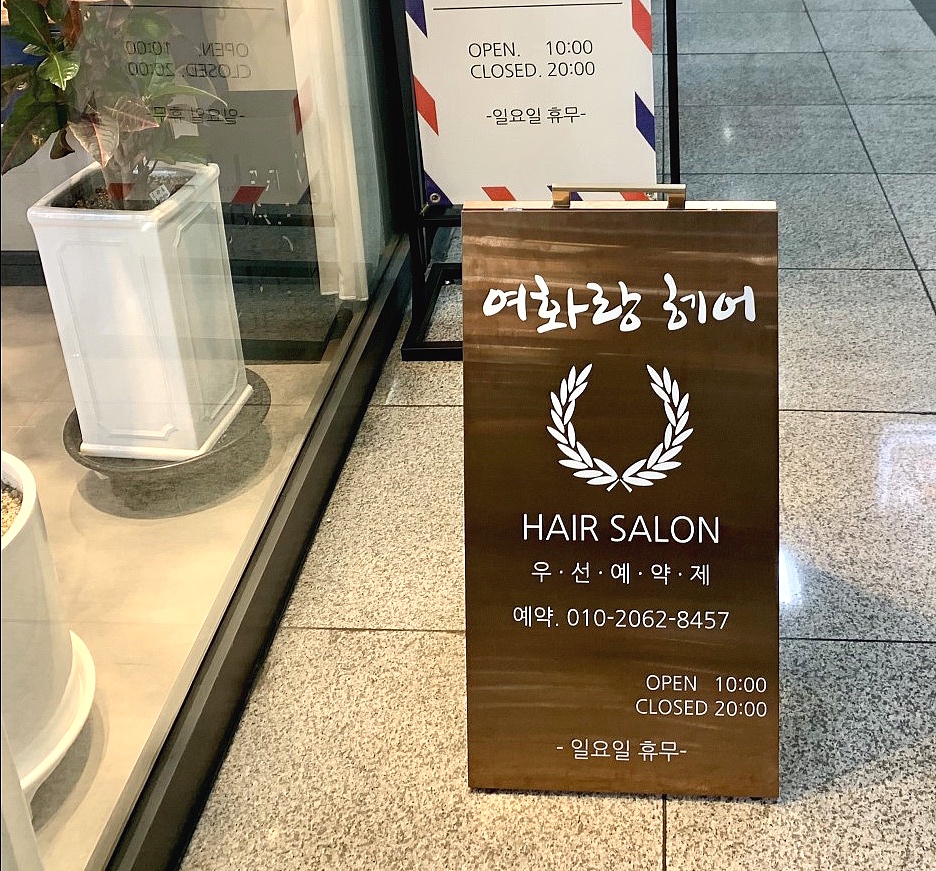 OPEN. 10:00
CLOSED. 20:00
-일요일 휴무-
여화랑 헤어
HAIR SALON
우·선·예·약·제
예약. 010-2062-8457
OPEN 10:00
CLOSED 20:00
- 일요일 휴무-